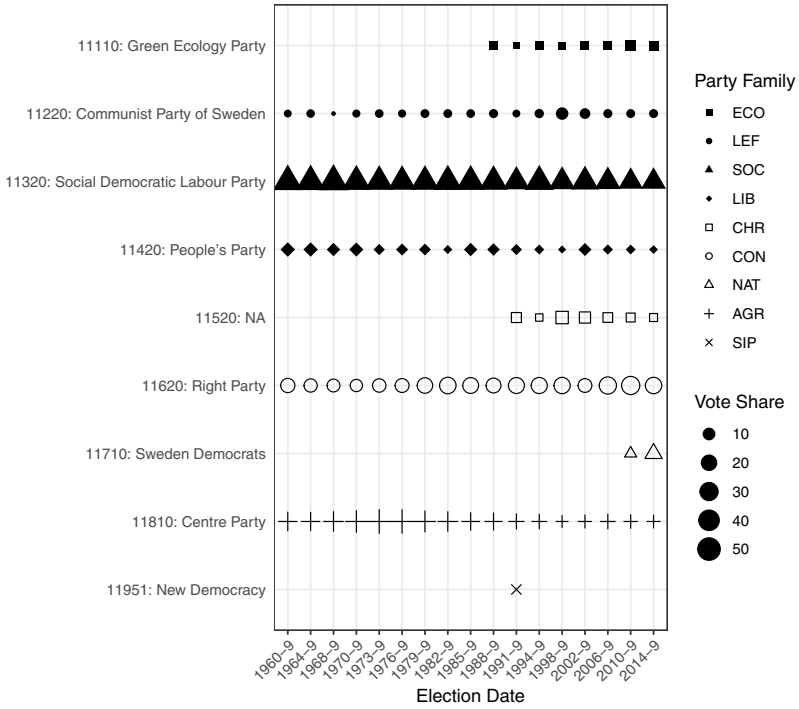 11110: Green Ecology Party
11220: Communist Party of Sweden
11320: Social Democratic Labour Party
11420: People's Party
11520: NA
11620: Right Party
11710: Sweden Democrats
11810: Centre Party
11951: New Democracy
1960−9
1964−9
1968−9
1970−9
1973−9
1976−9
1979−9
1982−9
1985−9
1988−9
1991−9
1994−9
1998−9
2002−9
2006−9
2010−9
2014−9
Election Date
Party Family
ECO
LEF
SOC
LIB
CHR
CON
NAT
AGR
SIP
Vote Share
10
20
30
40
50